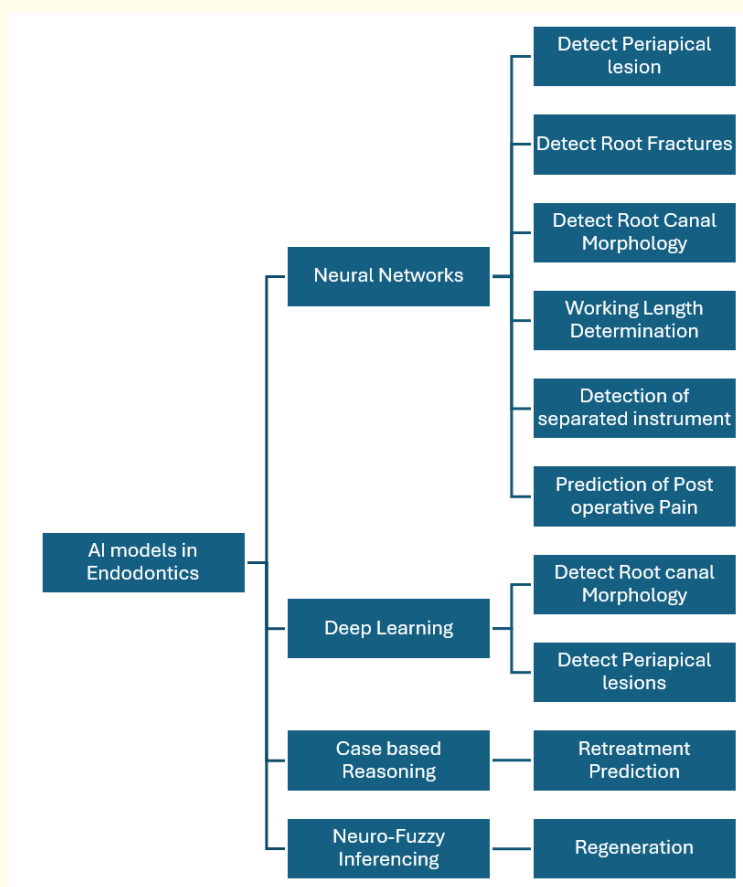 AI models in
Endodontics
Neural Networks
Detect Periapical
lesion
Detect Root Fractures
Detect Root Canal
Morphology
Working Length
Determination
Detection of
separated instrument
Prediction of Post
operative Pain
Deep Learning
Detect Root canal
Morphology
Detect Periapical
lesions
Case based
Reasoning
Retreatment
Prediction
Neuro-Fuzzy
Inferencing
Regeneration